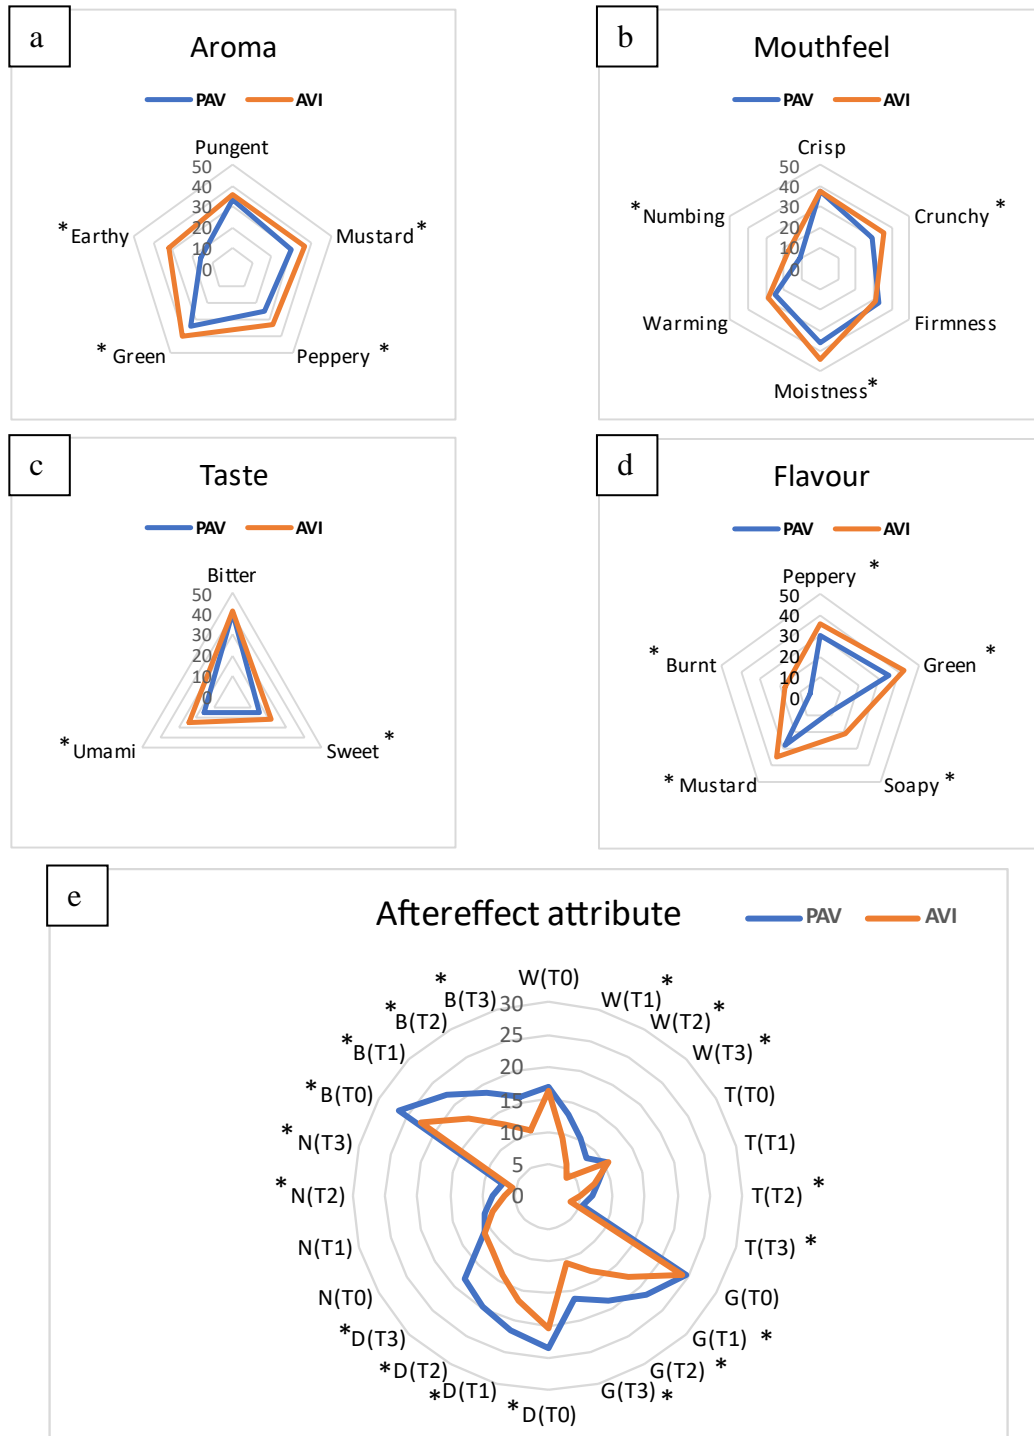 a
Aroma
PAV AVI
Pungent
50
40
30
20
10
0
*Earthy
Mustard*
* Green
Peppery *
b
Mouthfeel
PAV AVI
Crisp
50
40
30
20
10
0
*Numbing
Crunchy *
Warming
Firmness
Moistness*
c
Taste
PAV AVI
Bitter
50
40
30
20
10
0
*Umami
Sweet *
d
Flavour
PAV AVI
Peppery *
50
40
30
20
10
0
* Burnt
Green *
* Mustard
Soapy *
e
Aftereffect attribute
PAV AVI
W(T0)
W(T1) *
W(T2) *
W(T3) *
T(T0)
T(T1)
T(T2) *
T(T3) *
G(T0)
G(T1) *
G(T2) *
G(T3) *
*D(T0)
*D(T1)
*D(T2)
*D(T3)
N(T0)
N(T1)
*N(T2)
*N(T3)
*B(T0)
*B(T1)
*B(T2)
*B(T3)
30
25
20
15
10
5
0